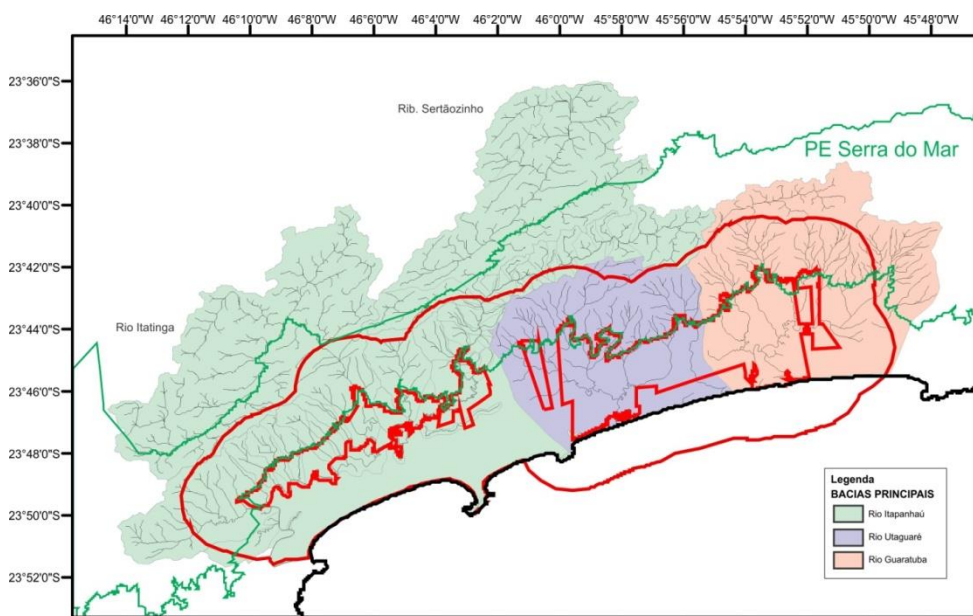 46°14'0"W 46°12'0"W 46°10'0"W 46°8'0"W 46°6'0"W 46°4'0"W 46°2'0"W 46°0'0"W 45°58'0"W 45°56'0"W 45°54'0"W 45°52'0"W 45°50'0"W 45°48'0"W
23°36'0"S
Rib. Sertãozinho
23°38'0"S
PE Serra do Mar
23°40'0"S
23°42'0"S
Rio Itatinga
23°44'0"S
23°46'0"S
23°48'0"S
23°50'0"S
23°52'0"S
Legenda
BACIAS PRINCIPAIS
Rio Itapanhaú
Rio Utaguaré
Rio Guaratuba